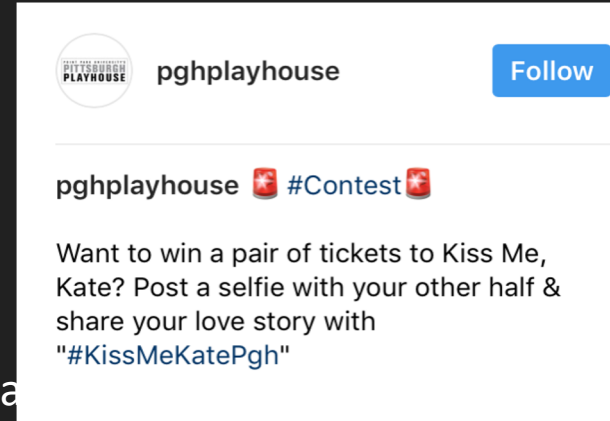 POINT PARK UNIVERSITY'S
PITTSBURGH
PLAYHOUSE
pghplayhouse
Follow
pghplayhouse 🚨 #Contest🚨
Want to win a pair of tickets to Kiss Me,
Kate? Post a selfie with your other half &
share your love story with
"#KissMeKatePgh"
a